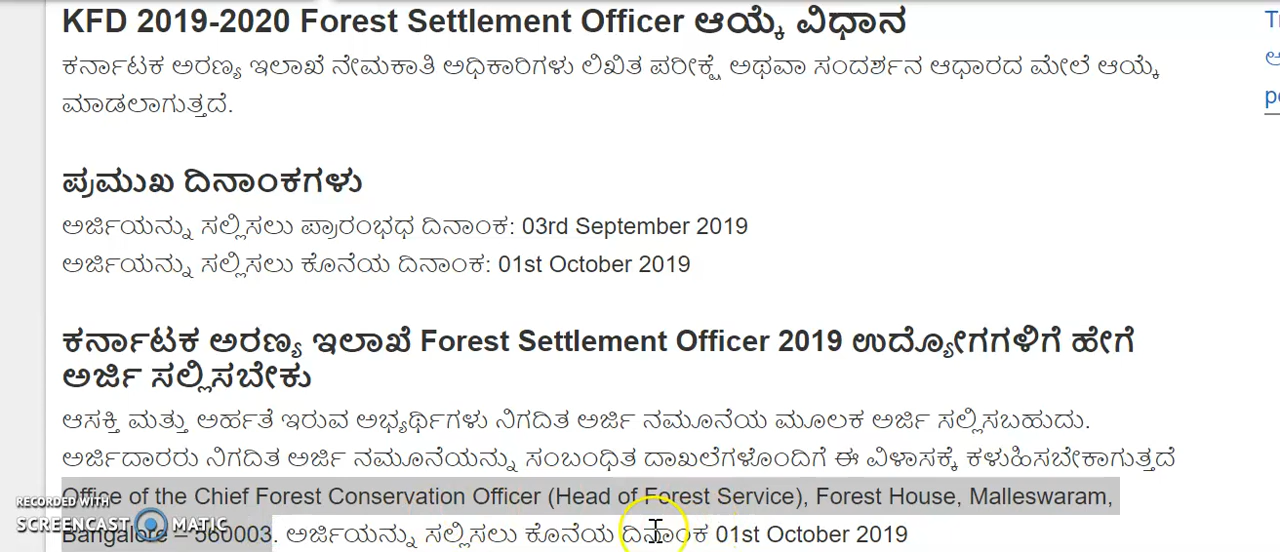 KFD 2019-2020 Forest Settlement Officer ಆಯ್ಕೆ ವಿಧಾನ
ಕರ್ನಾಟಕ ಅರಣ್ಯ ಇಲಾಖೆ ನೇಮಕಾತಿ ಅಧಿಕಾರಿಗಳು ಲಿಖಿತ ಪರೀಕ್ಷೆ ಅಥವಾ ಸಂದರ್ಶನ ಆಧಾರದ ಮೇಲೆ ಆಯ್ಕೆ
ಮಾಡಲಾಗುತ್ತದೆ.
ಪ್ರಮುಖ ದಿನಾಂಕಗಳು
ಅರ್ಜಿಯನ್ನು ಸಲ್ಲಿಸಲು ಪ್ರಾರಂಭಧ ದಿನಾಂಕ: 03rd September 2019
ಅರ್ಜಿಯನ್ನು ಸಲ್ಲಿಸಲು ಕೊನೆಯ ದಿನಾಂಕ: 01st October 2019
ಕರ್ನಾಟಕ ಅರಣ್ಯ ಇಲಾಖೆ Forest Settlement Officer 2019 ಉದ್ಯೋಗಗಳಿಗೆ ಹೇಗೆ
ಅರ್ಜಿ ಸಲ್ಲಿಸಬೇಕು
ಆಸಕ್ತಿ ಮತ್ತು ಅರ್ಹತೆ ಇರುವ ಅಭ್ಯರ್ಥಿಗಳು ನಿಗದಿತ ಅರ್ಜಿ ನಮೂನೆಯ ಮೂಲಕ ಅರ್ಜಿ ಸಲ್ಲಿಸಬಹುದು.
ಅರ್ಜಿದಾರರು ನಿಗದಿತ ಅರ್ಜಿ ನಮೂನೆಯನ್ನು ಸಂಬಂಧಿತ ದಾಖಲೆಗಳೊಂದಿಗೆ ಈ ವಿಳಾಸಕ್ಕೆ ಕಳುಹಿಸಬೇಕಾಗುತ್ತದೆ
Office of the Chief Forest Conservation Officer (Head of Forest Service), Forest House, Malleswaram,
Bangalore – 560003. ಅರ್ಜಿಯನ್ನು ಸಲ್ಲಿಸಲು ಕೊನೆಯ ದಿನಾಂಕ 01st October 2019
RECORDED WITH
SCREENCAST MATIC